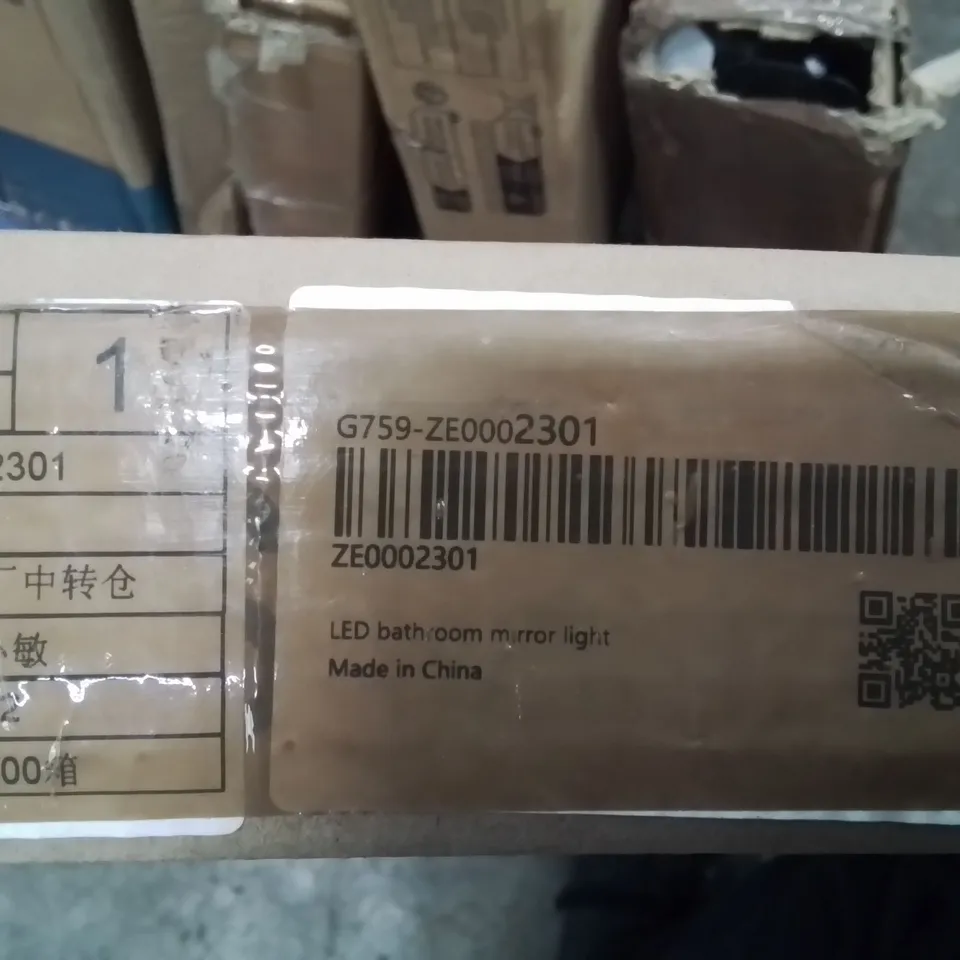 1
2301
中转仓
敏
2
00箱
G759-ZE0002301
ZE0002301
LED bathroom mirror light
Made in China